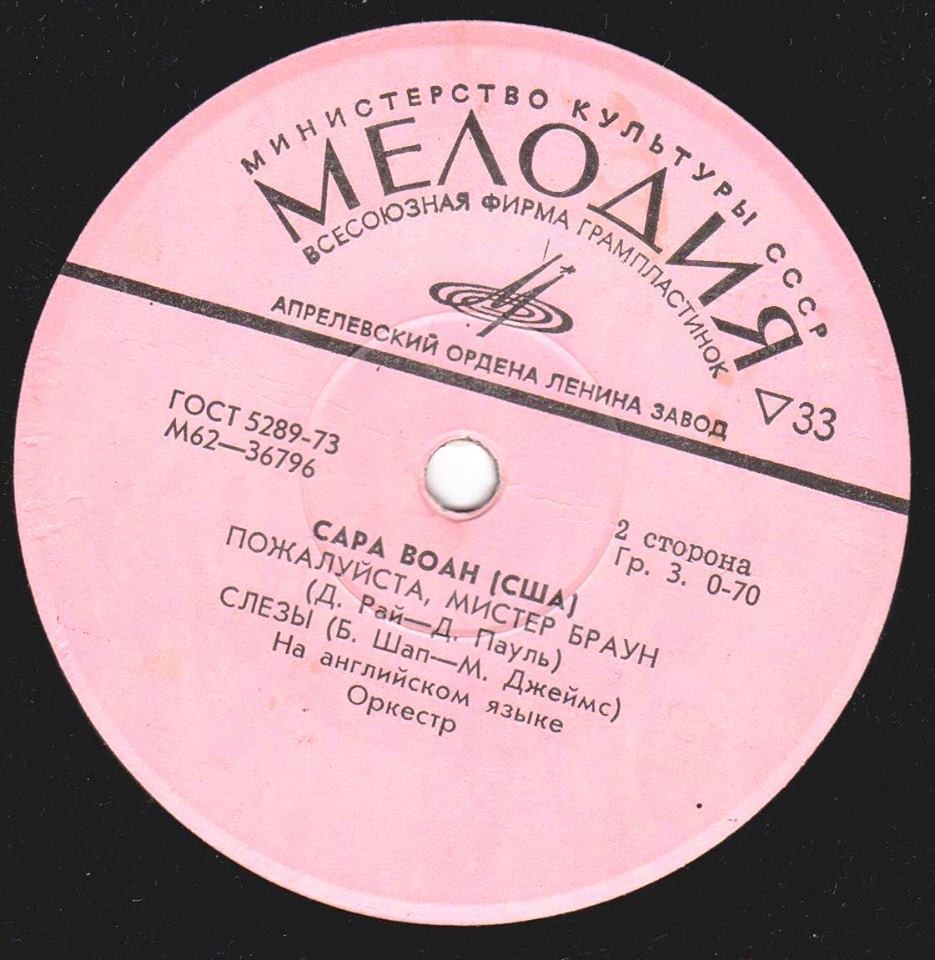 МИНИСТЕРСТВО КУЛЬТУРЫ СССР
МЕЛОДИЯ
ВСЕСОЮЗНАЯ ФИРМА ГРАМПЛАСТИНОК
АПРЕЛЕВСКИЙ ОРДЕНА ЛЕНИНА ЗАВОД
▽33
ГОСТ 5289-73
М62—36796
2 сторона
Гр. 3. 0-70
САРА ВОАН (США)
ПОЖАЛУЙСТА, МИСТЕР БРАУН
(Д. Рай—Д. Пауль)
СЛЕЗЫ (Б. Шап—М. Джеймс)
На английском языке
Оркестр